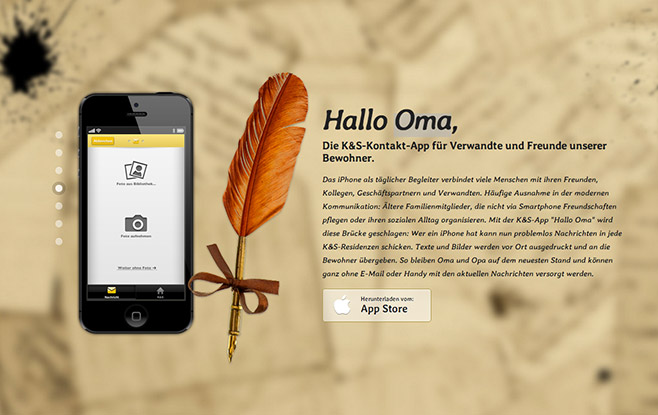 Hallo Oma,
Die K&S-Kontakt-App für Verwandte und Freunde unserer
Bewohner.
Das iPhone als täglicher Begleiter verbindet viele Menschen mit ihren Freunden,
Kollegen, Geschäftspartnern und Verwandten. Häufige Ausnahme in der modernen
Kommunikation: Ältere Familienmitglieder, die nicht via Smartphone Freundschaften
pflegen oder ihren sozialen Alltag organisieren. Mit der K&S-App "Hallo Oma" wird
diese Brücke geschlagen: Wer ein iPhone hat kann nun problemlos Nachrichten in jede
K&S-Residenzen schicken. Texte und Bilder werden vor Ort ausgedruckt und an die
Bewohner übergeben. So bleiben Oma und Opa auf dem neuesten Stand und können
ganz ohne E-Mail oder Handy mit den aktuellen Nachrichten versorgt werden.
Herunterladen vom:
App Store
Foto aus Bibliothek...
Foto aufnehmen
Weiter ohne Foto
Nachricht
K&S